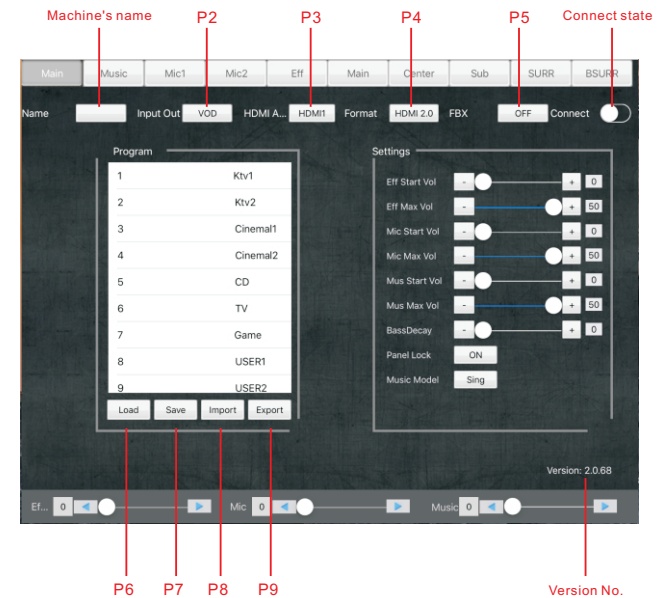 Machine's name P2 P3 P4 P5 Connect state
Main Music Mic1 Mic2 Eff Main Center Sub SURR BSURR
Name Input Out VOD HDMI A... HDMI1 Format HDMI 2.0 FBX OFF Connect
Program
1 Ktv1
2 Ktv2
3 Cinemal1
4 Cinemal2
5 CD
6 TV
7 Game
8 USER1
9 USER2
Load Save Import Export
Settings
Eff Start Vol - + 0
Eff Max Vol - + 50
Mic Start Vol - + 0
Mic Max Vol - + 50
Mus Start Vol - + 0
Mus Max Vol - + 50
BassDecay - + 0
Panel Lock ON
Music Model Sing
Version: 2.0.68
Ef... 0 Mic 0 Music 0
P6 P7 P8 P9 Version No.